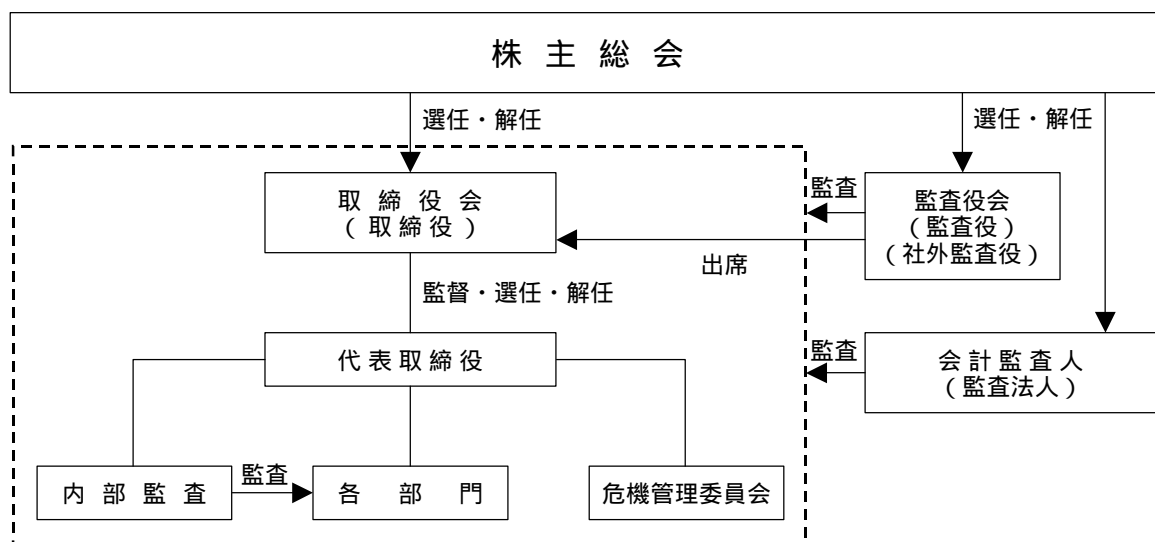 株主総会
選任・解任
選任・解任
取締役会
(取締役)
監査
監査役会
(監査役)
(社外監査役)
出席
監督・選任・解任
代表取締役
監査
会計監査人
(監査法人)
内部監査
監査
各部門
危機管理委員会